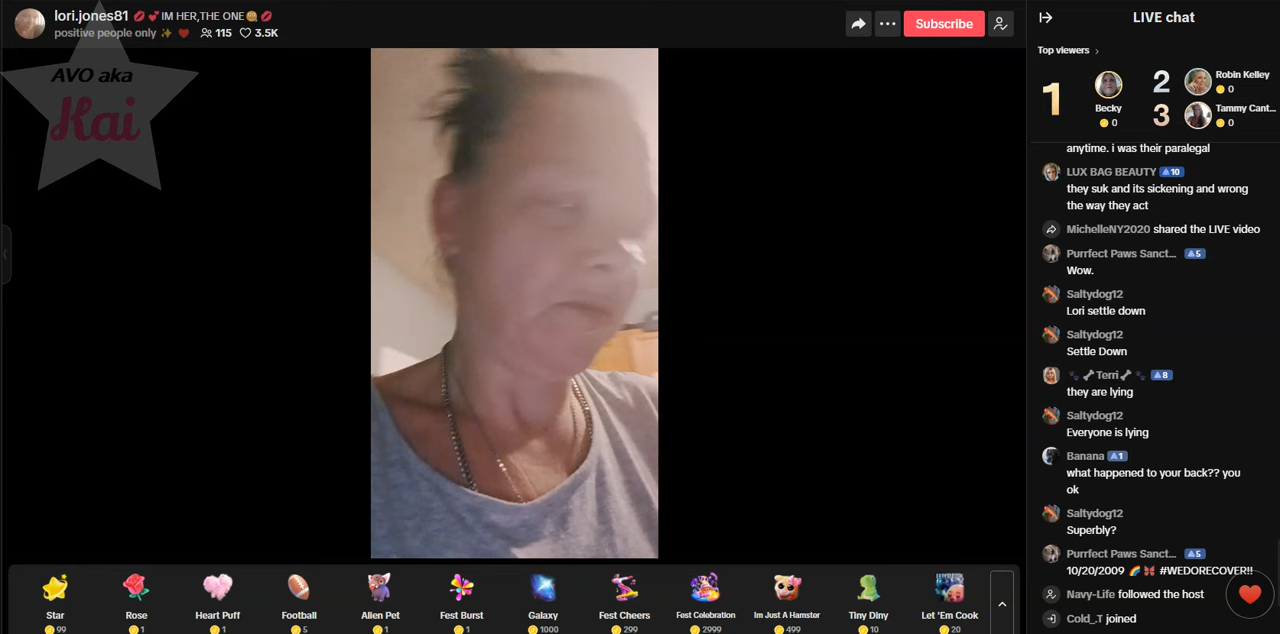 lori.jones81 💋💕IM HER,THE ONE💋
positive people only ✨ ❤️ 115 3.5K
Subscribe
AVO aka
Kai
LIVE chat
Top viewers >
1
Becky
0
2
Robin Kelley
0
3
Tammy Cant...
0
anytime. i was their paralegal
LUX BAG BEAUTY 10
they suk and its sickening and wrong
the way they act
MichelleNY2020 shared the LIVE video
Purrfect Paws Sanct... 5
Wow.
Saltydog12
Lori settle down
Saltydog12
Settle Down
🐾🦴Terri🦴🐾 8
they are lying
Saltydog12
Everyone is lying
Banana 1
what happened to your back?? you
ok
Saltydog12
Superbly?
Purrfect Paws Sanct... 5
10/20/2009 🌈🦋 #WEDORECOVER!!
Navy-Life followed the host
Cold_.T joined
Star
99
Rose
1
Heart Puff
1
Football
5
Alien Pet
1
Fest Burst
1
Galaxy
1000
Fest Cheers
299
Fest Celebration
2999
Im Just A Hamster
499
Tiny Diny
10
Let 'Em Cook
20